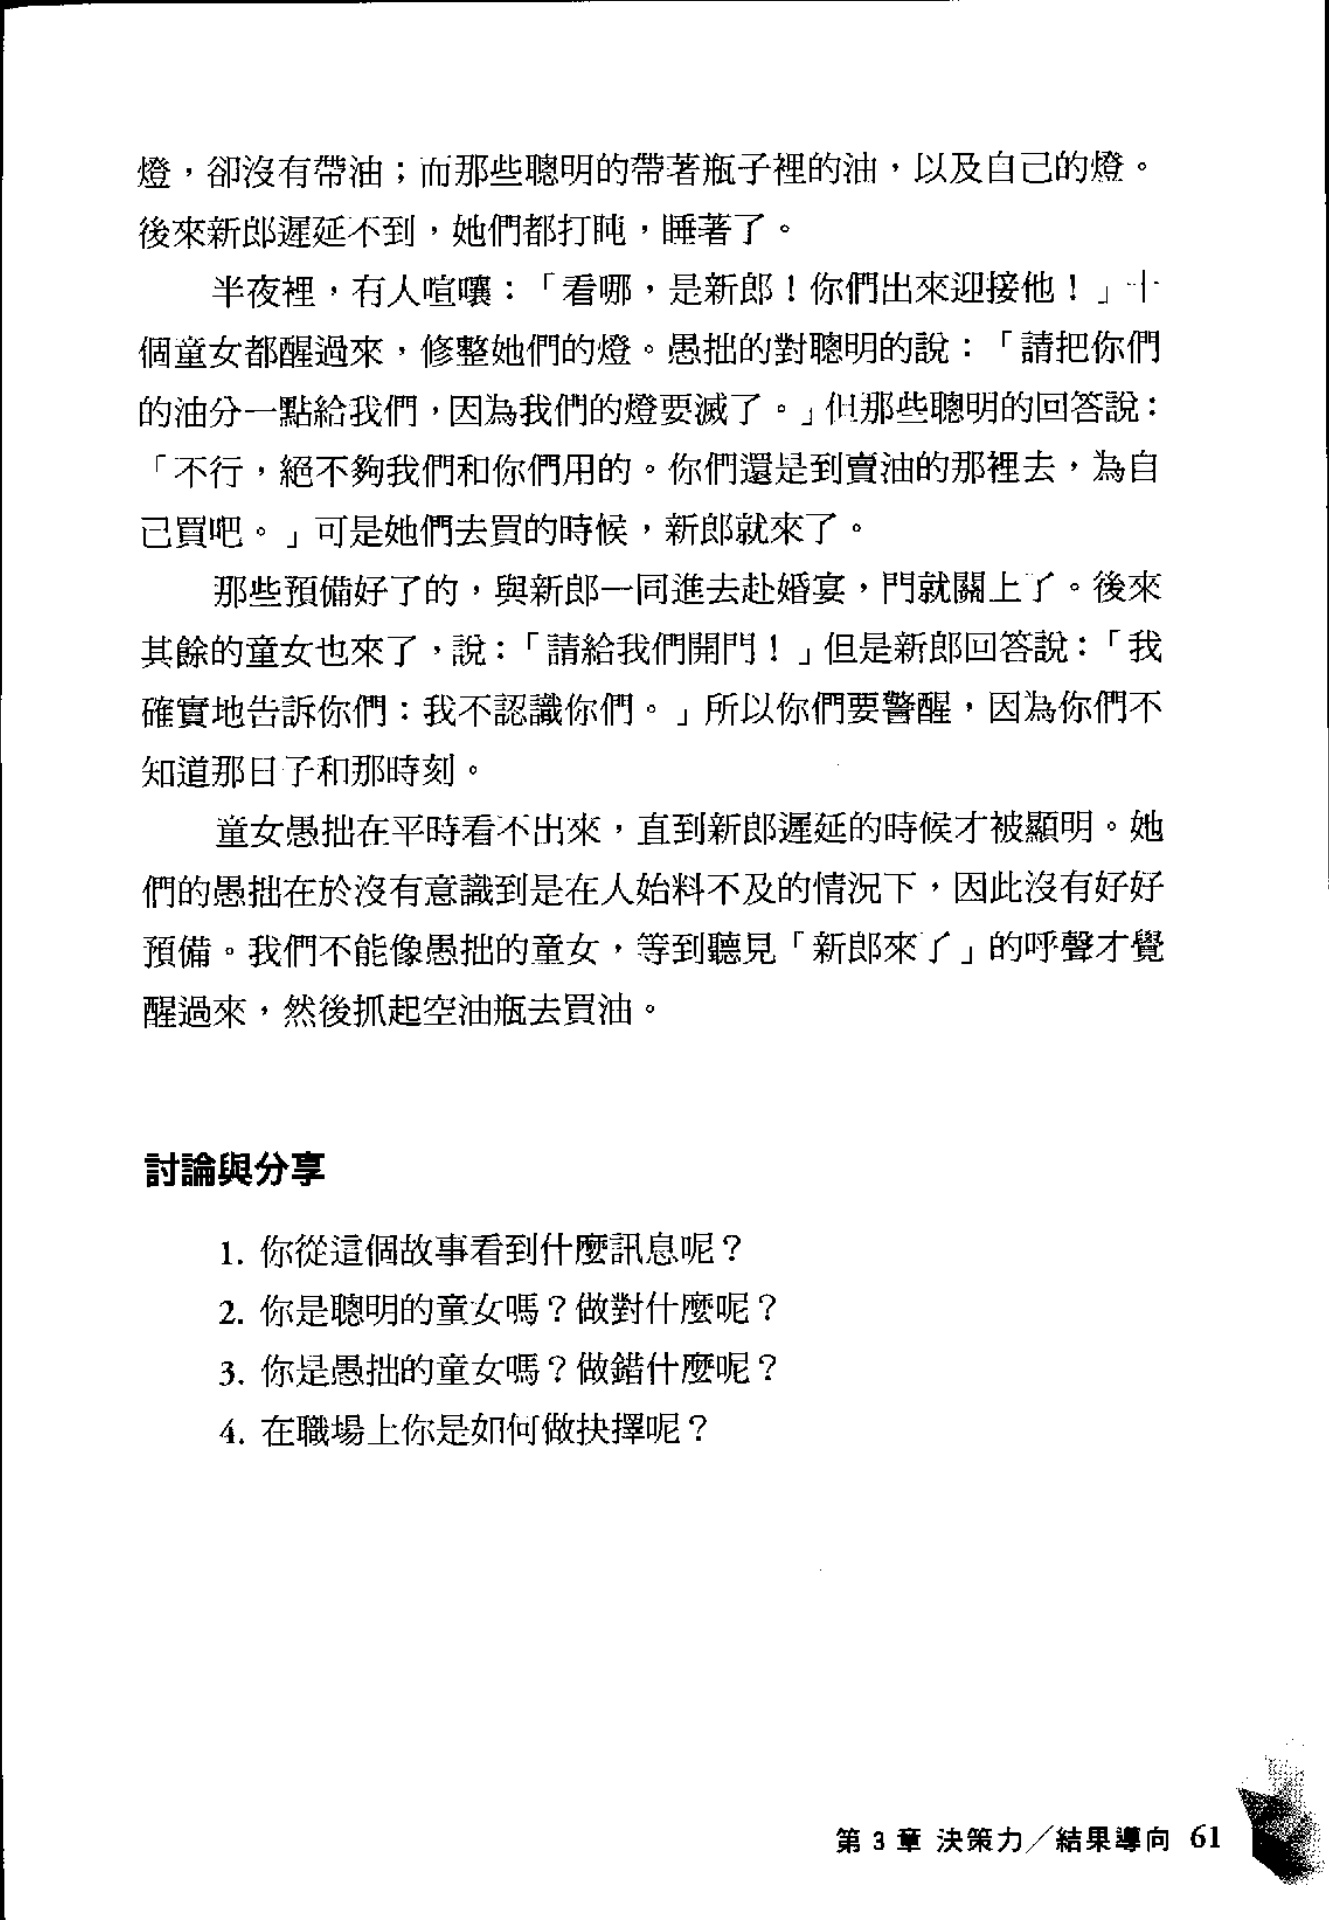 燈，卻沒有帶油；而那些聰明的帶著瓶子裡的油，以及自己的燈。
後來新郎遲延不到，她們都打盹，睡著了。
半夜裡，有人喧嚷：「看哪，是新郎！你們出來迎接他！」十
個童女都醒過來，修整她們的燈。愚拙的對聰明的說：「請把你們
的油分一點給我們，因為我們的燈要滅了。」但那些聰明的回答說：
「不行，絕不夠我們和你們用的。你們還是到賣油的那裡去，為自
己買吧。」可是她們去買的時候，新郎就來了。
那些預備好了的，與新郎一同進去赴婚宴，門就關上了。後來
其餘的童女也來了，說：「請給我們開門！」但是新郎回答說：「我
確實地告訴你們：我不認識你們。」所以你們要警醒，因為你們不
知道那日子和那時刻。
童女愚拙在平時看不出來，直到新郎遲延的時候才被顯明。她
們的愚拙在於沒有意識到是在人始料不及的情況下，因此沒有好好
預備。我們不能像愚拙的童女，等到聽見「新郎來了」的呼聲才覺
醒過來，然後抓起空油瓶去買油。
討論與分享
1. 你從這個故事看到什麼訊息呢？
2. 你是聰明的童女嗎？做對什麼呢？
3. 你是愚拙的童女嗎？做錯什麼呢？
4. 在職場上你是如何做抉擇呢？
第 3 章 決策力／結果導向 61